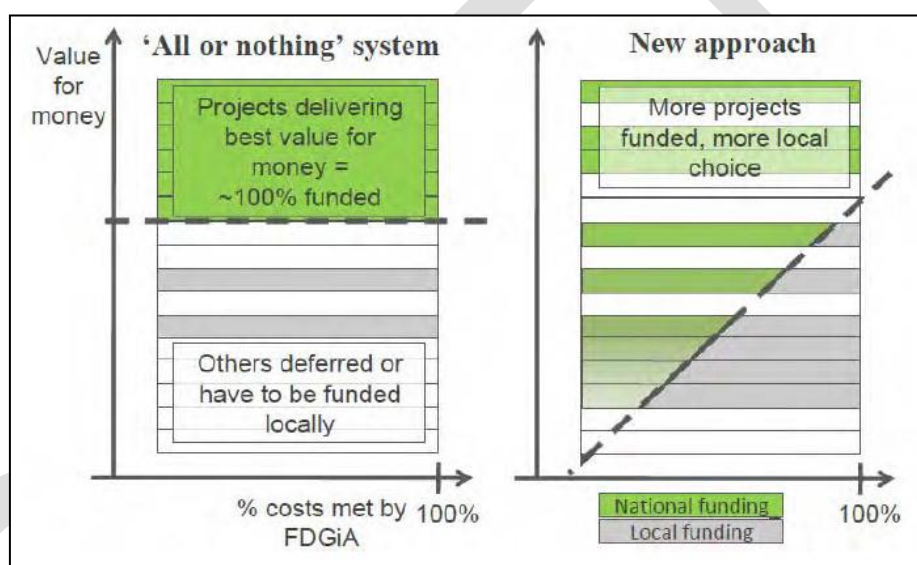 Value
for
money
‘All or nothing’ system
Projects delivering
best value for
money =
~100% funded
Others deferred or
have to be funded
locally
% costs met by
FDGiA
100%
New approach
More projects
funded, more local
choice
National funding
Local funding
100%